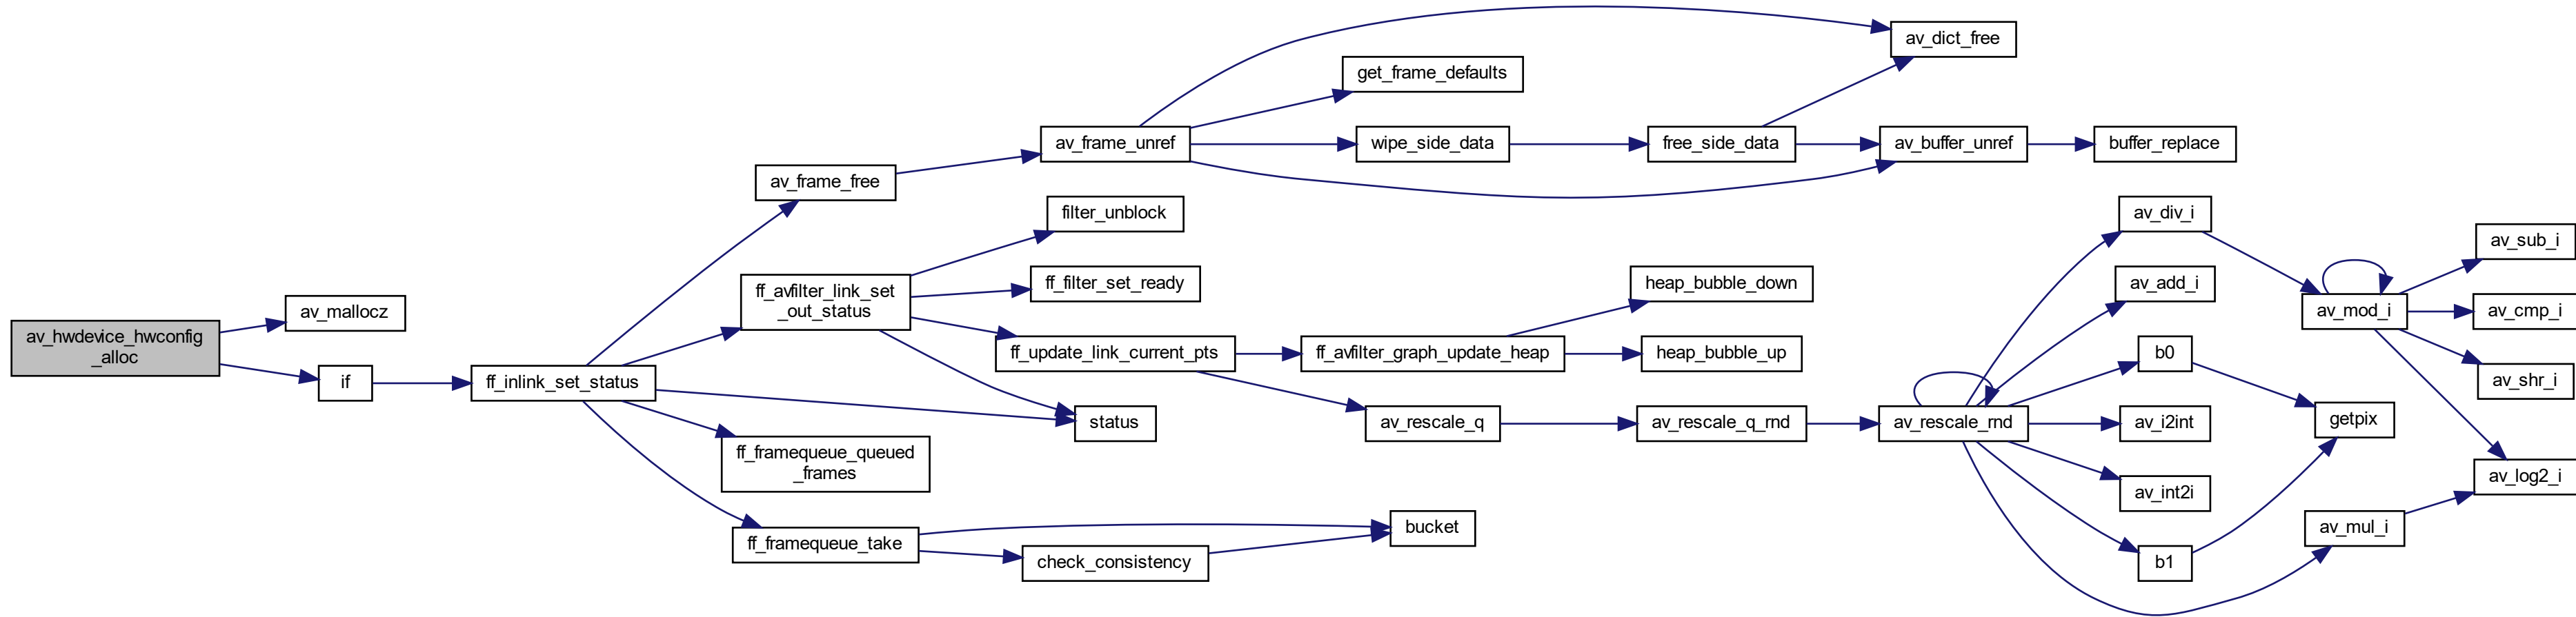 av_hwdevice_hwconfig
_alloc
av_mallocz
if
ff_inlink_set_status
av_frame_free
ff_avfilter_link_set
_out_status
ff_framequeue_queued
_frames
ff_framequeue_take
av_frame_unref
filter_unblock
ff_filter_set_ready
ff_update_link_current_pts
status
check_consistency
get_frame_defaults
wipe_side_data
ff_avfilter_graph_update_heap
av_rescale_q
bucket
free_side_data
heap_bubble_down
heap_bubble_up
av_rescale_q_rnd
av_dict_free
av_buffer_unref
av_rescale_rnd
buffer_replace
av_div_i
av_add_i
b0
av_i2int
av_int2i
b1
av_mod_i
getpix
av_mul_i
av_sub_i
av_cmp_i
av_shr_i
av_log2_i